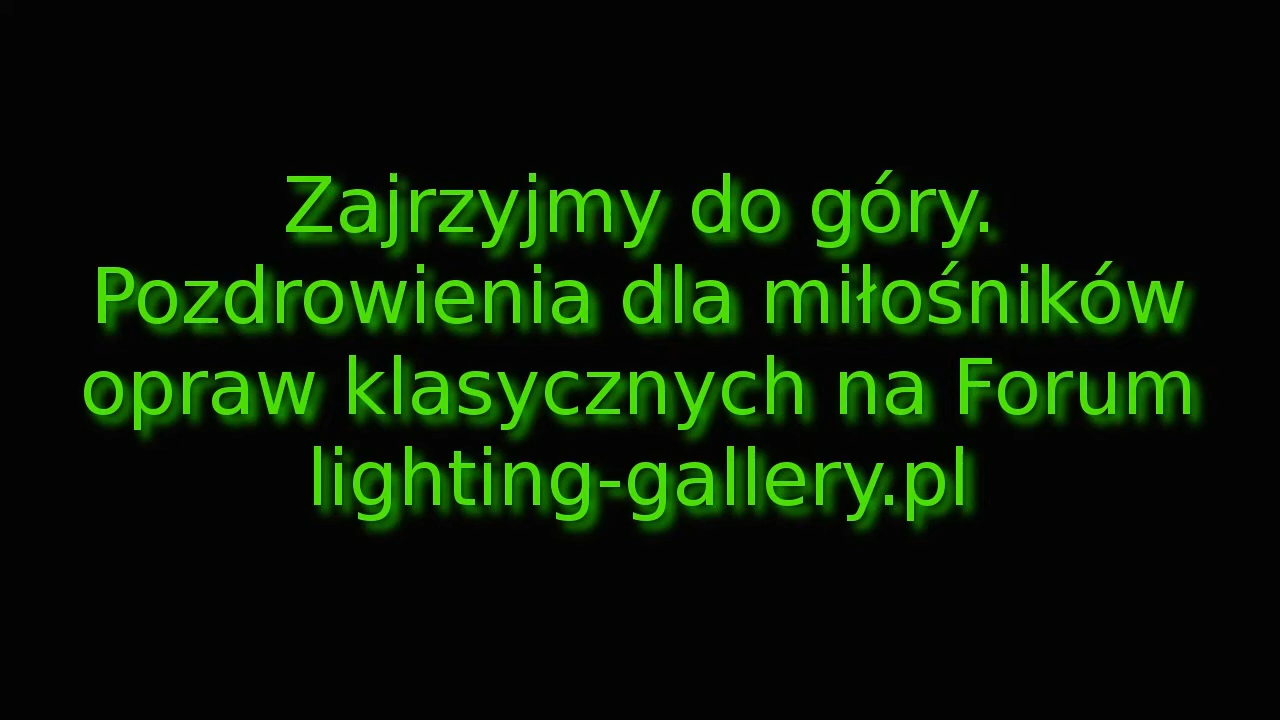 Zajrzyjmy do góry.
Pozdrowienia dla miłośników
opraw klasycznych na Forum
lighting-gallery.pl